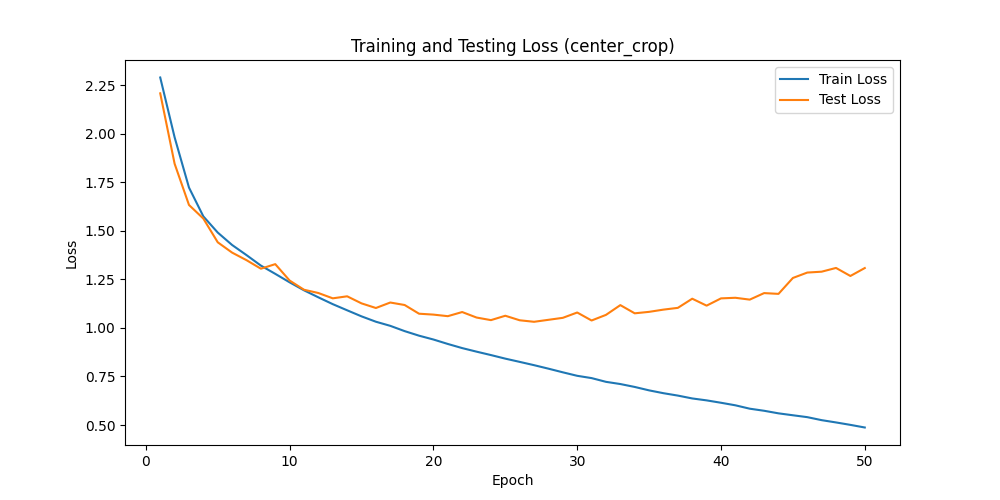 Training and Testing Loss (center_crop)
Train Loss
Test Loss
Loss
2.25
2.00
1.75
1.50
1.25
1.00
0.75
0.50
0 10 20 30 40 50
Epoch